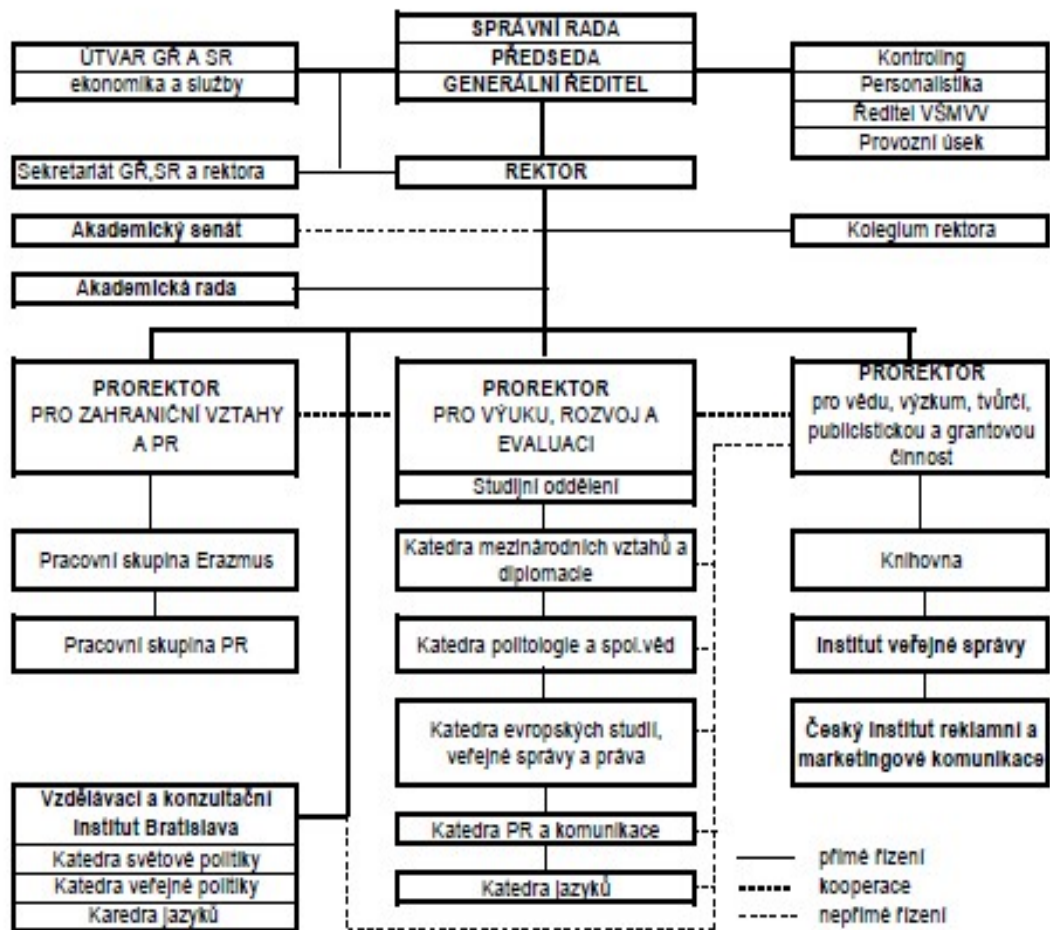 SPRÁVNÍ RADA
PŘEDSEDA
GENERÁLNÍ ŘEDITEL
ÚTVAR GŘ A SR
ekonomika a služby
Kontroling
Personalistika
Ředitel VŠMVV
Provozní úsek
Sekretariát GŘ,SR a rektora
REKTOR
Akademický senát
Kolegium rektora
Akademická rada
PROREKTOR
PRO ZAHRANIČNÍ VZTAHY
A PR
PROREKTOR
PRO VÝUKU, ROZVOJ A
EVALUACI
Studijní oddělení
PROREKTOR
pro vědu, výzkum, tvůrčí,
publicistickou a grantovou
činnost
Pracovní skupina Erazmus
Katedra mezinárodních vztahů a
diplomacie
Knihovna
Pracovní skupina PR
Katedra politologie a spol.věd
Institut veřejné správy
Katedra evropských studií,
veřejné správy a práva
Český institut reklamní a
marketingové komunikace
Vzdělávací a konzultační
institut Bratislava
Katedra světové politiky
Katedra veřejné politiky
Karedra jazyků
Katedra PR a komunikace
Katedra jazyků
přímé řízení
kooperace
nepřímé řízení